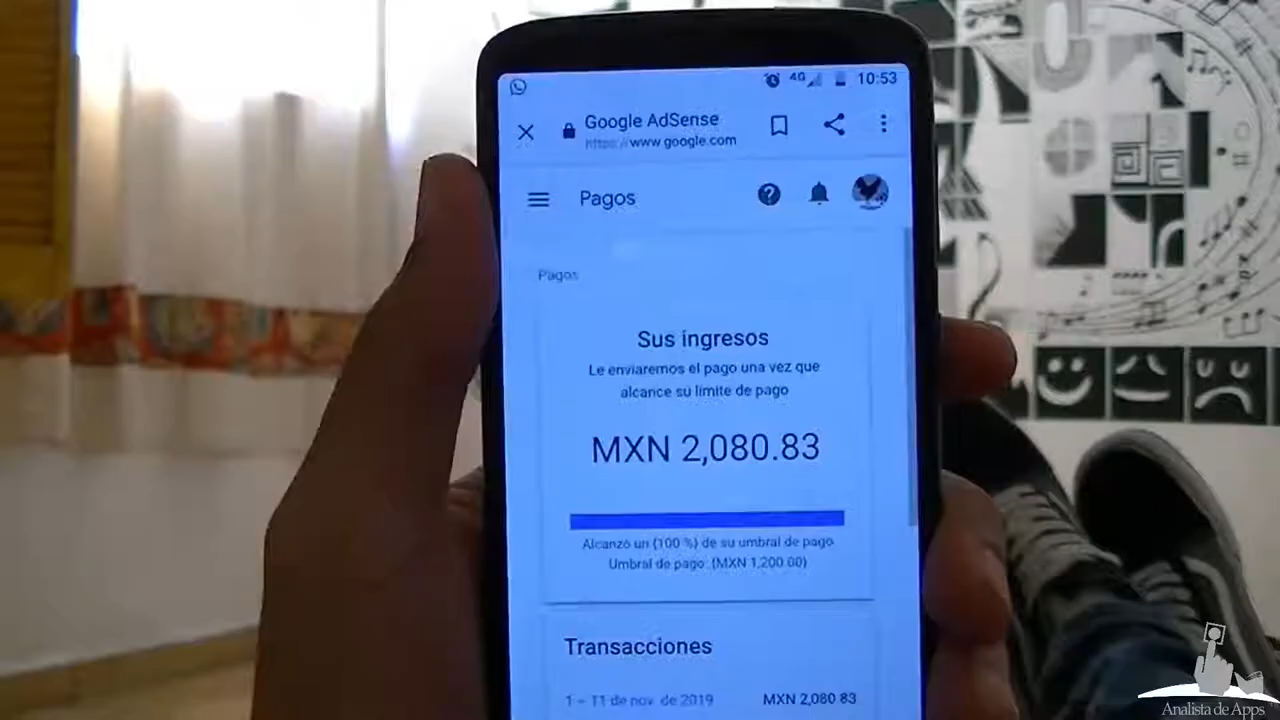 4G 10:53
Google AdSense
https://www.google.com
Pagos
Pagos
Sus ingresos
Le enviaremos el pago una vez que
alcance su límite de pago
MXN 2,080.83
Alcanzó un (100 %) de su umbral de pago
Umbral de pago: (MXN 1,200.00)
Transacciones
1 – 11 de nov. de 2019 MXN 2,080.83
Analista de Apps